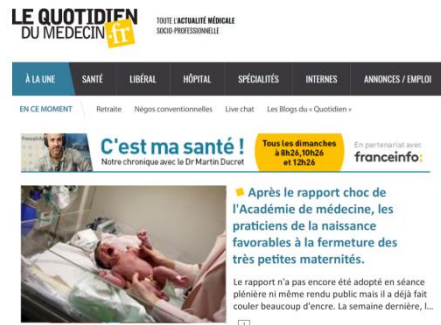 LE QUOTIDIEN
DU MEDECIN.fr
TOUTE L'ACTUALITÉ MÉDICALE
SOCIO-PROFESSIONNELLE
À LA UNE SANTÉ LIBÉRAL HÔPITAL SPÉCIALITÉS INTERNES ANNONCES / EMPLOI
EN CE MOMENT Retraite Négos conventionnelles Live chat Les Blogs du « Quotidien »
franceinfo:
C'est ma santé !
Notre chronique avec le Dr Martin Ducret
Tous les dimanches
à 8h26,10h26
et 12h26
En partenariat avec
franceinfo:
Après le rapport choc de
l'Académie de médecine, les
praticiens de la naissance
favorables à la fermeture des
très petites maternités.
Le rapport n'a pas encore été adopté en séance
plénière ni même rendu public mais il a déjà fait
couler beaucoup d'encre. La semaine dernière, l...